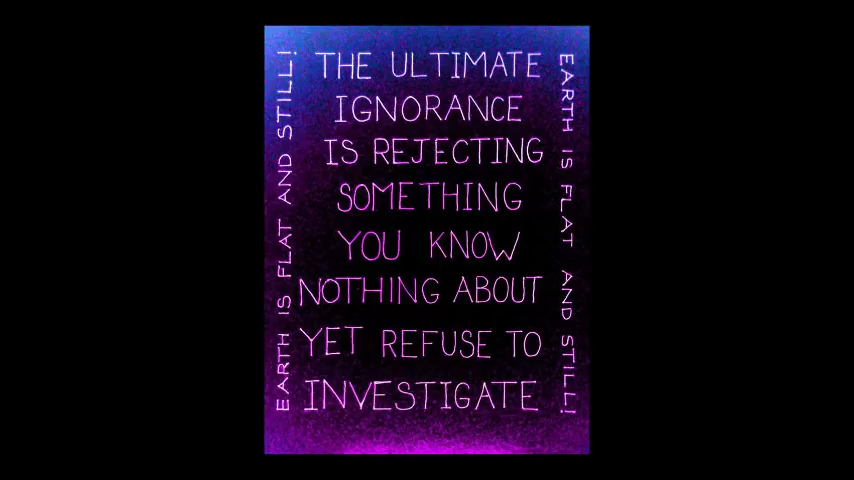 EARTH IS FLAT AND STILL!
THE ULTIMATE
IGNORANCE
IS REJECTING
SOMETHING
YOU KNOW
NOTHING ABOUT
YET REFUSE TO
INVESTIGATE
EARTH IS FLAT AND STILL!